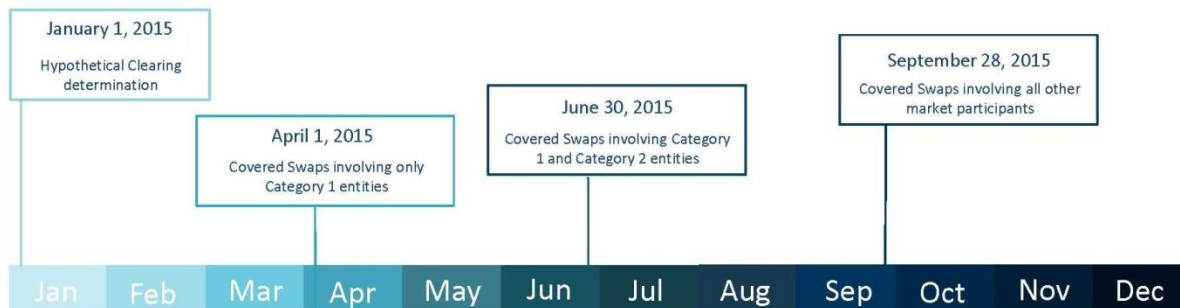 January 1, 2015
Hypothetical Clearing
determination
April 1, 2015
Covered Swaps involving only
Category 1 entities
June 30, 2015
Covered Swaps involving Category
1 and Category 2 entities
September 28, 2015
Covered Swaps involving all other
market participants
Jan Feb Mar Apr May Jun Jul Aug Sep Oct Nov Dec